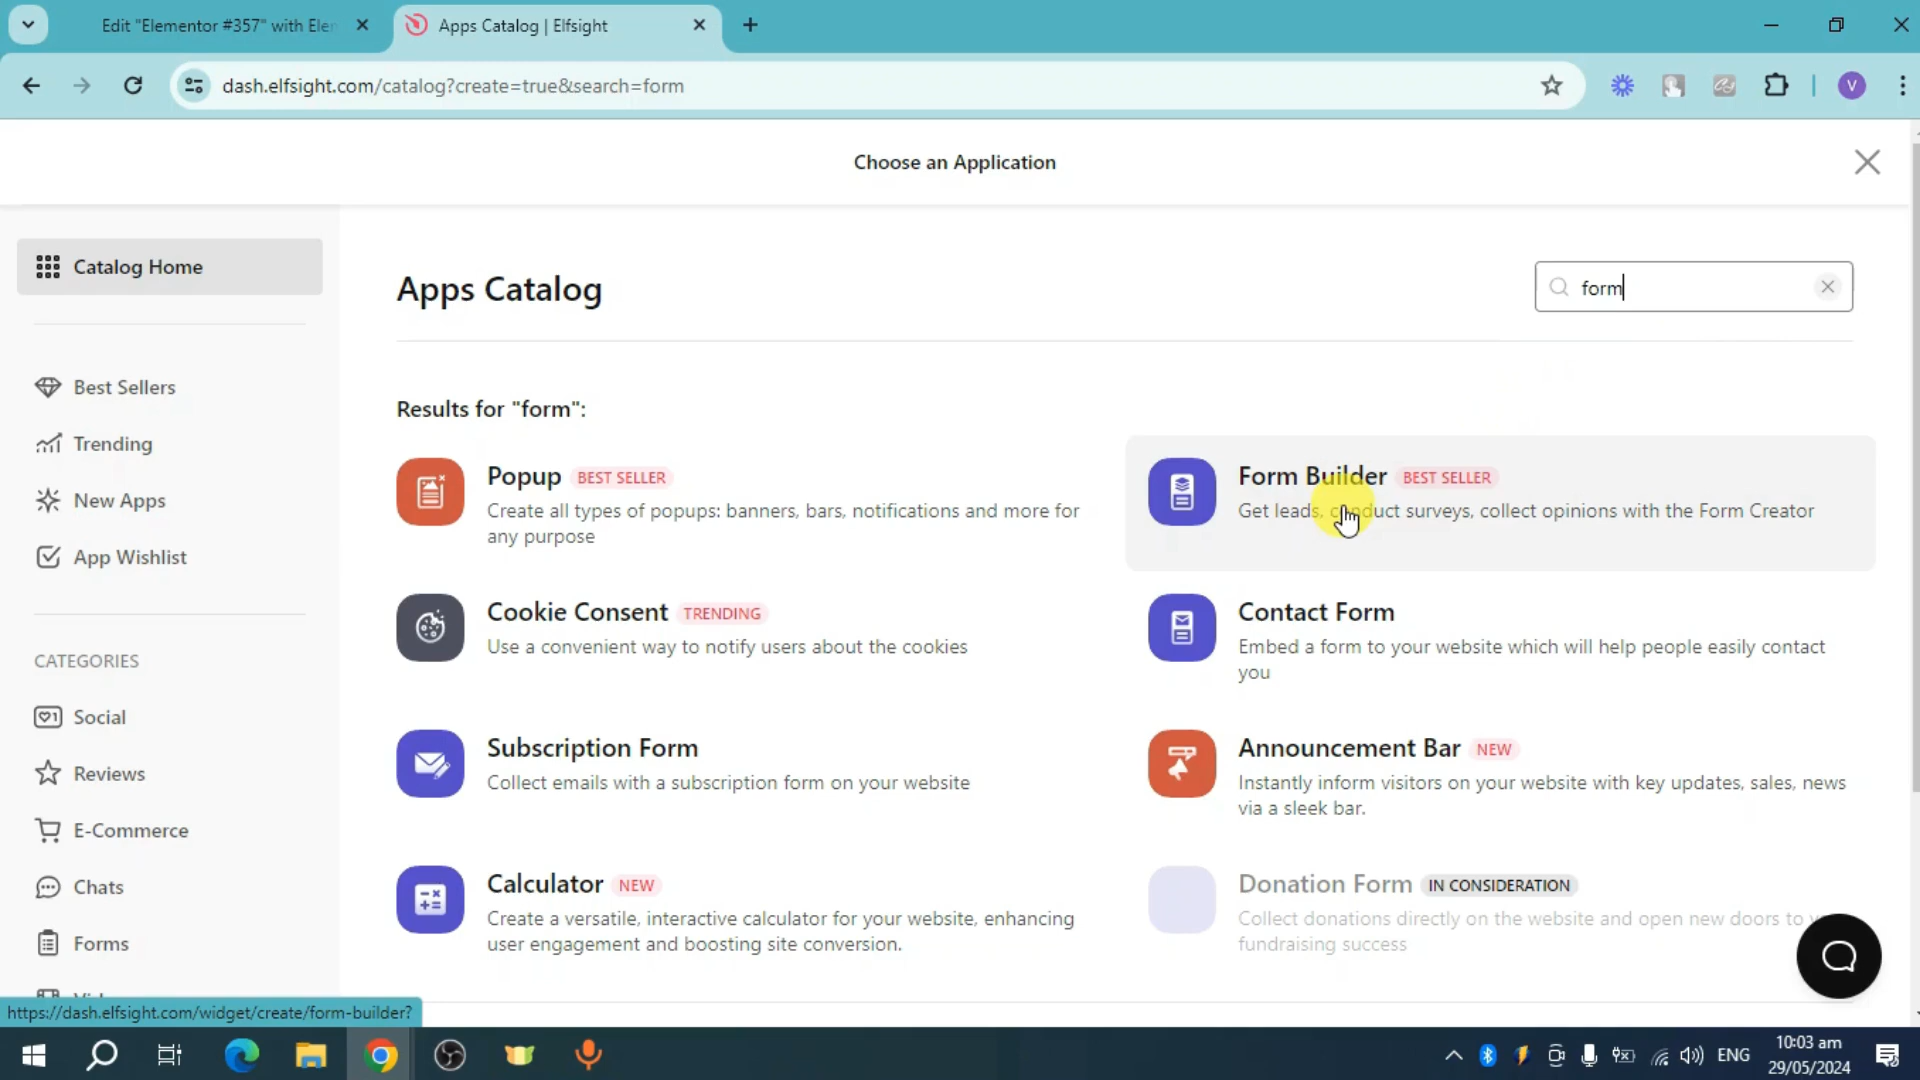 Edit "Elementor #357" with Ele
Apps Catalog | Elfsight
dash.elfsight.com/catalog?create=true&search=form
V
Choose an Application
Catalog Home
Best Sellers
Trending
New Apps
App Wishlist
CATEGORIES
Social
Reviews
E-Commerce
Chats
Forms
Apps Catalog
form
Results for "form":
Popup BEST SELLER
Create all types of popups: banners, bars, notifications and more for
any purpose
Form Builder BEST SELLER
Get leads, conduct surveys, collect opinions with the Form Creator
Cookie Consent TRENDING
Use a convenient way to notify users about the cookies
Contact Form
Embed a form to your website which will help people easily contact
you
Subscription Form
Collect emails with a subscription form on your website
Announcement Bar NEW
Instantly inform visitors on your website with key updates, sales, news
via a sleek bar.
Calculator NEW
Create a versatile, interactive calculator for your website, enhancing
user engagement and boosting site conversion.
Donation Form IN CONSIDERATION
Collect donations directly on the website and open new doors to
fundraising success
https://dash.elfsight.com/widget/create/form-builder?
ENG
10:03 am
29/05/2024